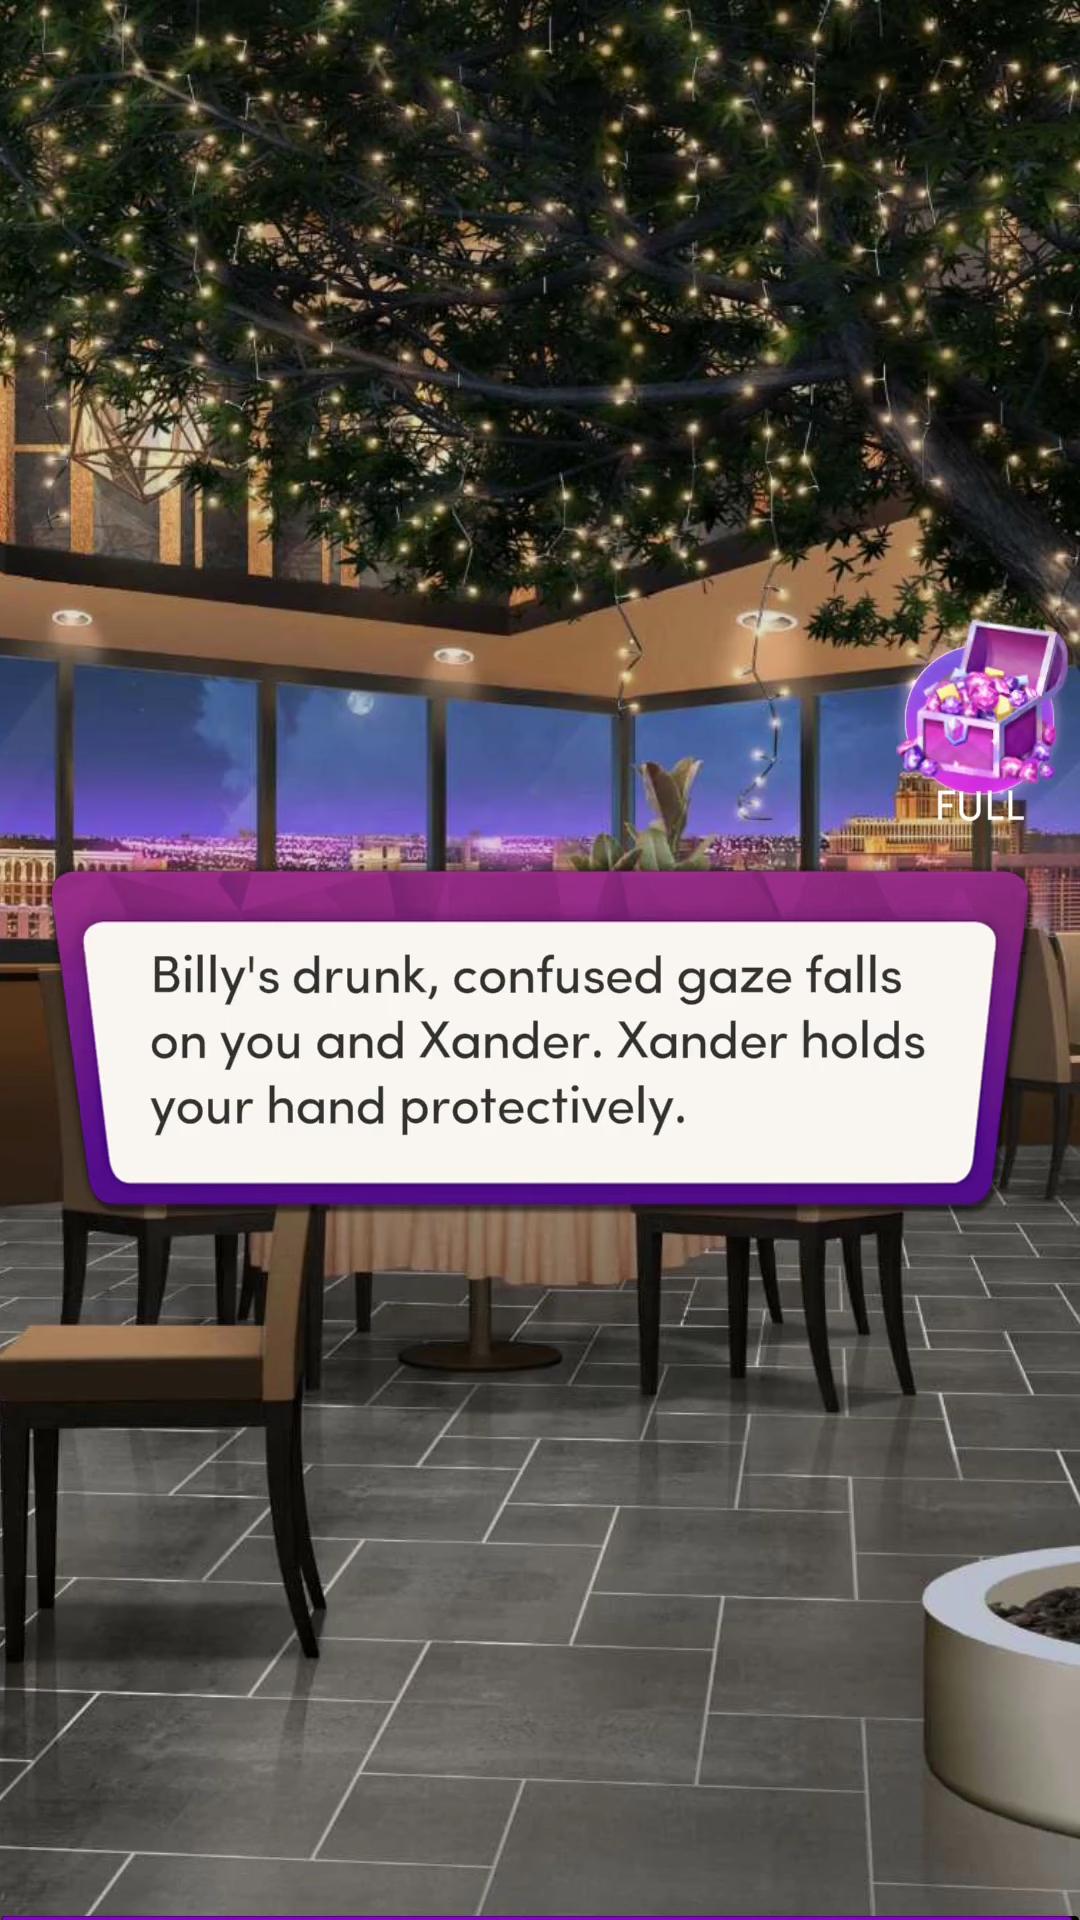 FULL
Billy's drunk, confused gaze falls
on you and Xander. Xander holds
your hand protectively.